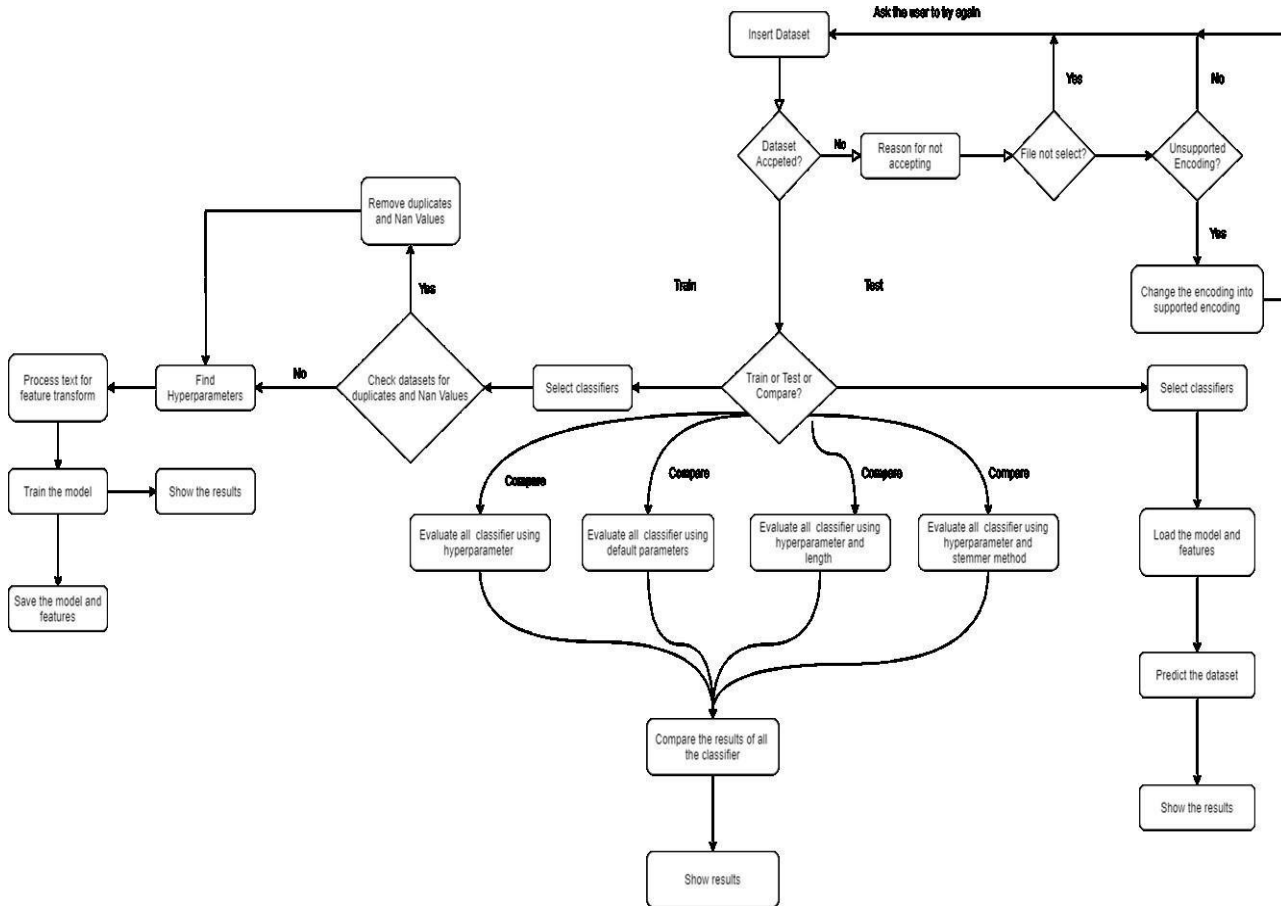 Ask the user to try again
Insert Dataset
Yes
No
Dataset
Accpeted?
No
Reason for not
accepting
File not select?
Unsupported
Encoding?
Remove duplicates
and Nan Values
Yes
Train
Test
Yes
Change the encoding into
supported encoding
Process text for
feature transform
Find
Hyperparameters
No
Check datasets for
duplicates and Nan Values
Select classifiers
Train or Test or
Compare?
Select classifiers
Compare
Compare
Compare
Compare
Train the model
Show the results
Evaluate all classifier using
hyperparameter
Evaluate all classifier using
default parameters
Evaluate all classifier using
hyperparameter and
length
Evaluate all classifier using
hyperparameter and
stemmer method
Load the model and
features
Save the model and
features
Predict the dataset
Compare the results of all
the classifier
Show the results
Show results